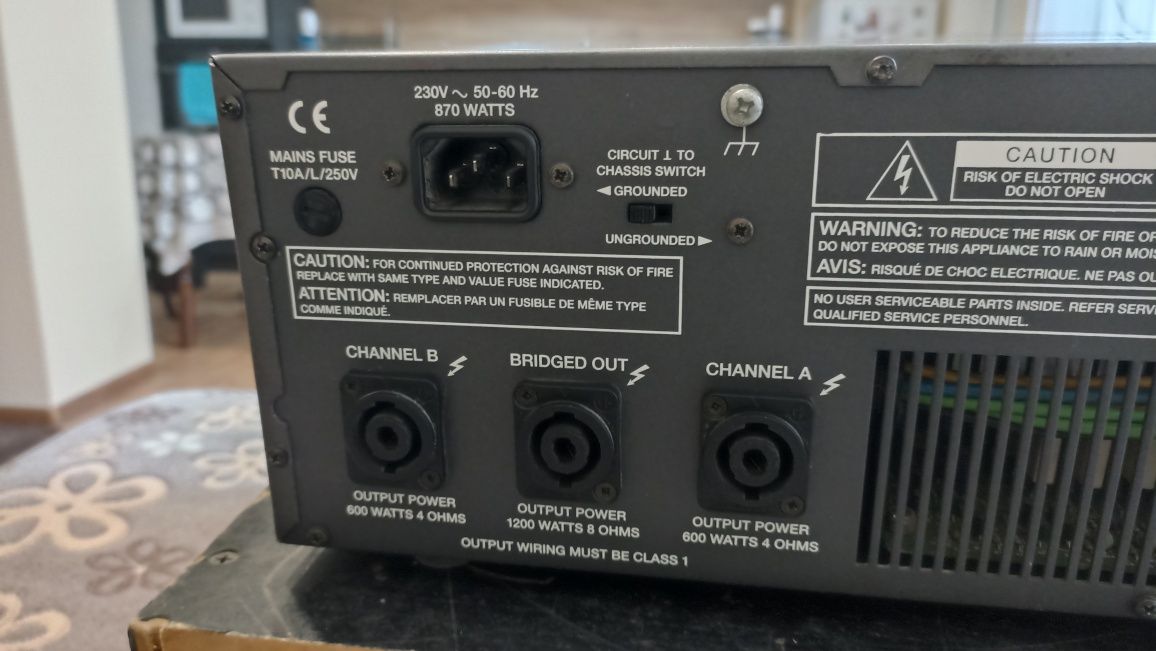 CE
230V ~ 50-60 Hz
870 WATTS
MAINS FUSE
T10A/L/250V
CIRCUIT ⊥ TO
CHASSIS SWITCH
◄ GROUNDED
UNGROUNDED ►
CAUTION
RISK OF ELECTRIC SHOCK
DO NOT OPEN
WARNING: TO REDUCE THE RISK OF FIRE OR
DO NOT EXPOSE THIS APPLIANCE TO RAIN OR
AVIS: RISQUÉ DE CHOC ELECTRIQUE. NE PAS
NO USER SERVICEABLE PARTS INSIDE. REFER
QUALIFIED SERVICE PERSONNEL.
CAUTION: FOR CONTINUED PROTECTION AGAINST RISK OF FIRE
REPLACE WITH SAME TYPE AND VALUE FUSE INDICATED.
ATTENTION: REMPLACER PAR UN FUSIBLE DE MÊME TYPE
COMME INDIQUÉ.
CHANNEL B
BRIDGED OUT
CHANNEL A
OUTPUT POWER
600 WATTS 4 OHMS
OUTPUT POWER
1200 WATTS 8 OHMS
OUTPUT POWER
600 WATTS 4 OHMS
OUTPUT WIRING MUST BE CLASS 1